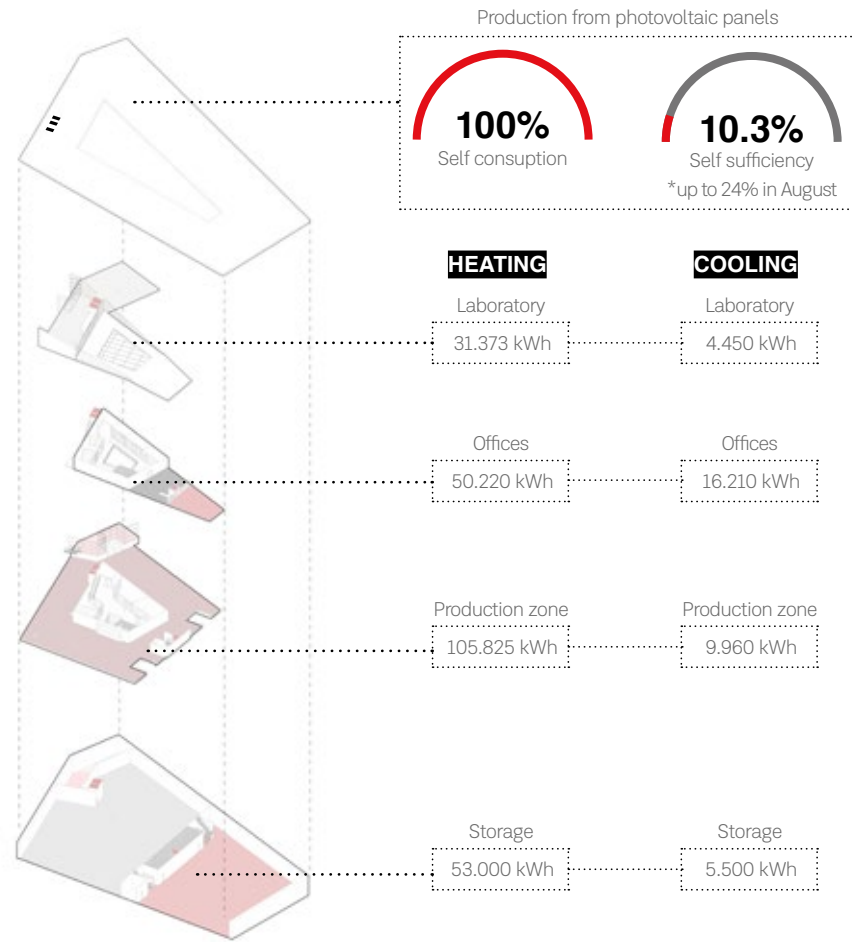 Production from photovoltaic panels
100%
Self consuption
10.3%
Self sufficiency
*up to 24% in August
HEATING
COOLING
Laboratory
Laboratory
31.373 kWh
4.450 kWh
Offices
Offices
50.220 kWh
16.210 kWh
Production zone
Production zone
105.825 kWh
9.960 kWh
Storage
Storage
53.000 kWh
5.500 kWh